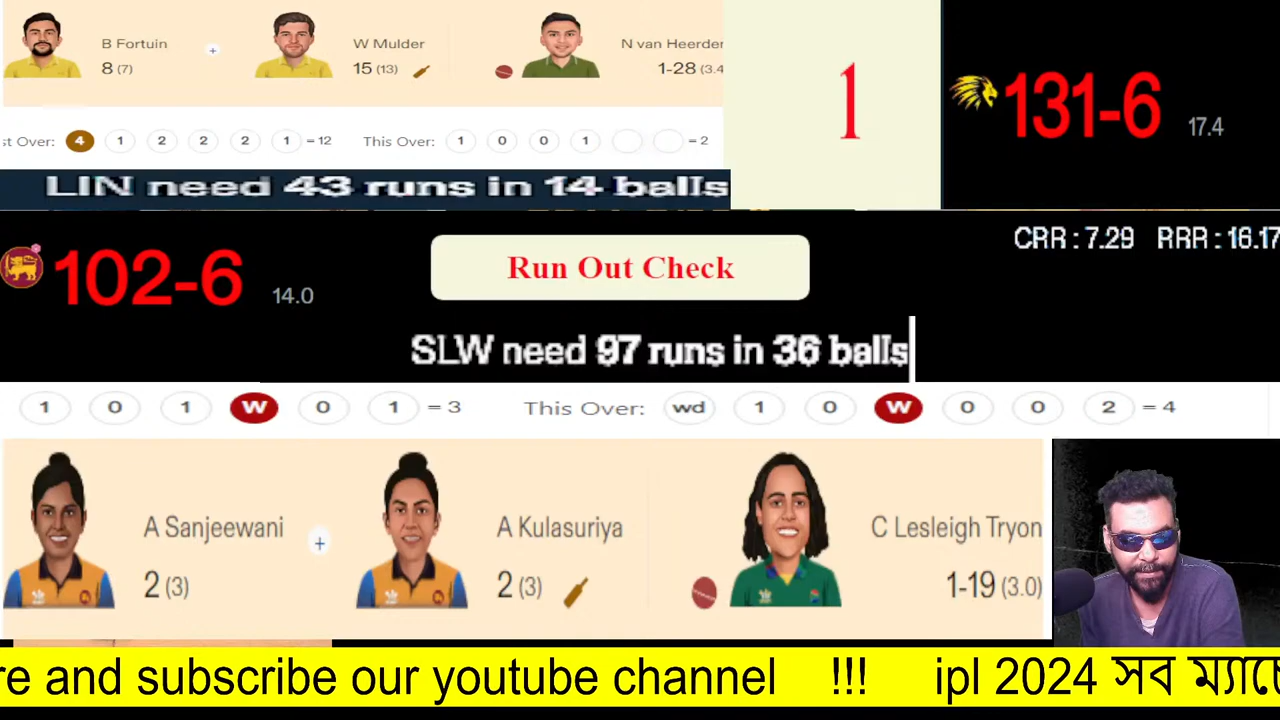 B Fortuin
8 (7)
+
W Mulder
15 (13)
N van Heerder
1-28 (3.4
1
131-6
17.4
st Over: 4 1 2 2 2 1 = 12 This Over: 1 0 0 1 = 2
LIN need 43 runs in 14 balls
102-6
14.0
Run Out Check
CRR : 7.29 RRR : 16.17
SLW need 97 runs in 36 balls
1 0 1 W 0 1 = 3 This Over: wd 1 0 W 0 0 2 = 4
A Sanjeewani
2 (3)
+
A Kulasuriya
2 (3)
C Lesleigh Tryon
1-19 (3.0)
re and subscribe our youtube channel !!! ipl 2024 সব ম্যাচে